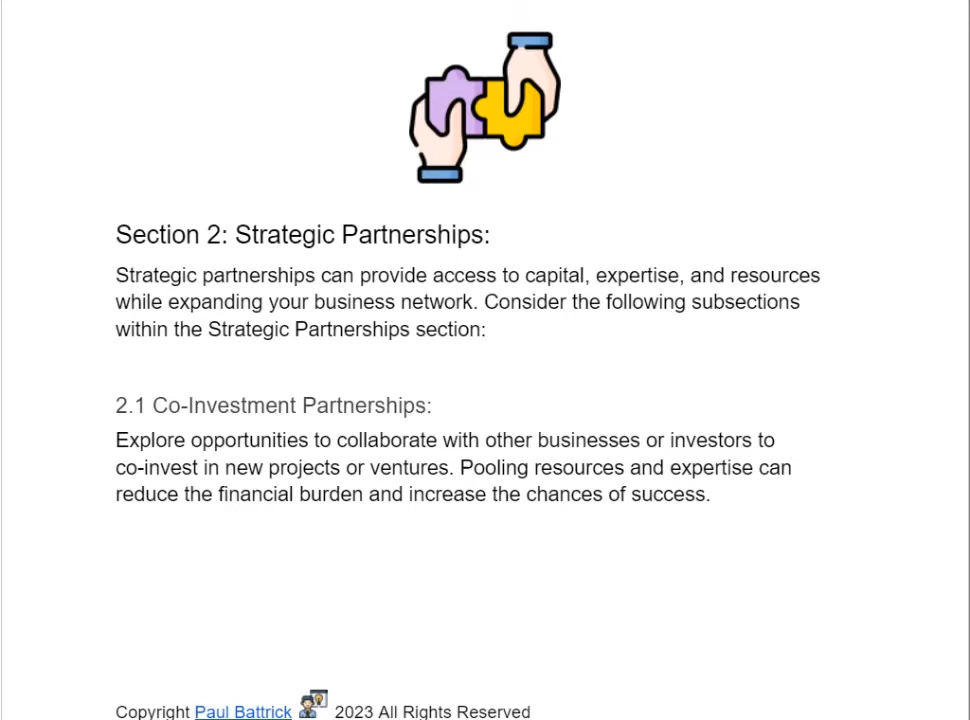 Section 2: Strategic Partnerships:
Strategic partnerships can provide access to capital, expertise, and resources
while expanding your business network. Consider the following subsections
within the Strategic Partnerships section:
2.1 Co-Investment Partnerships:
Explore opportunities to collaborate with other businesses or investors to
co-invest in new projects or ventures. Pooling resources and expertise can
reduce the financial burden and increase the chances of success.
Copyright Paul Battrick 2023 All Rights Reserved